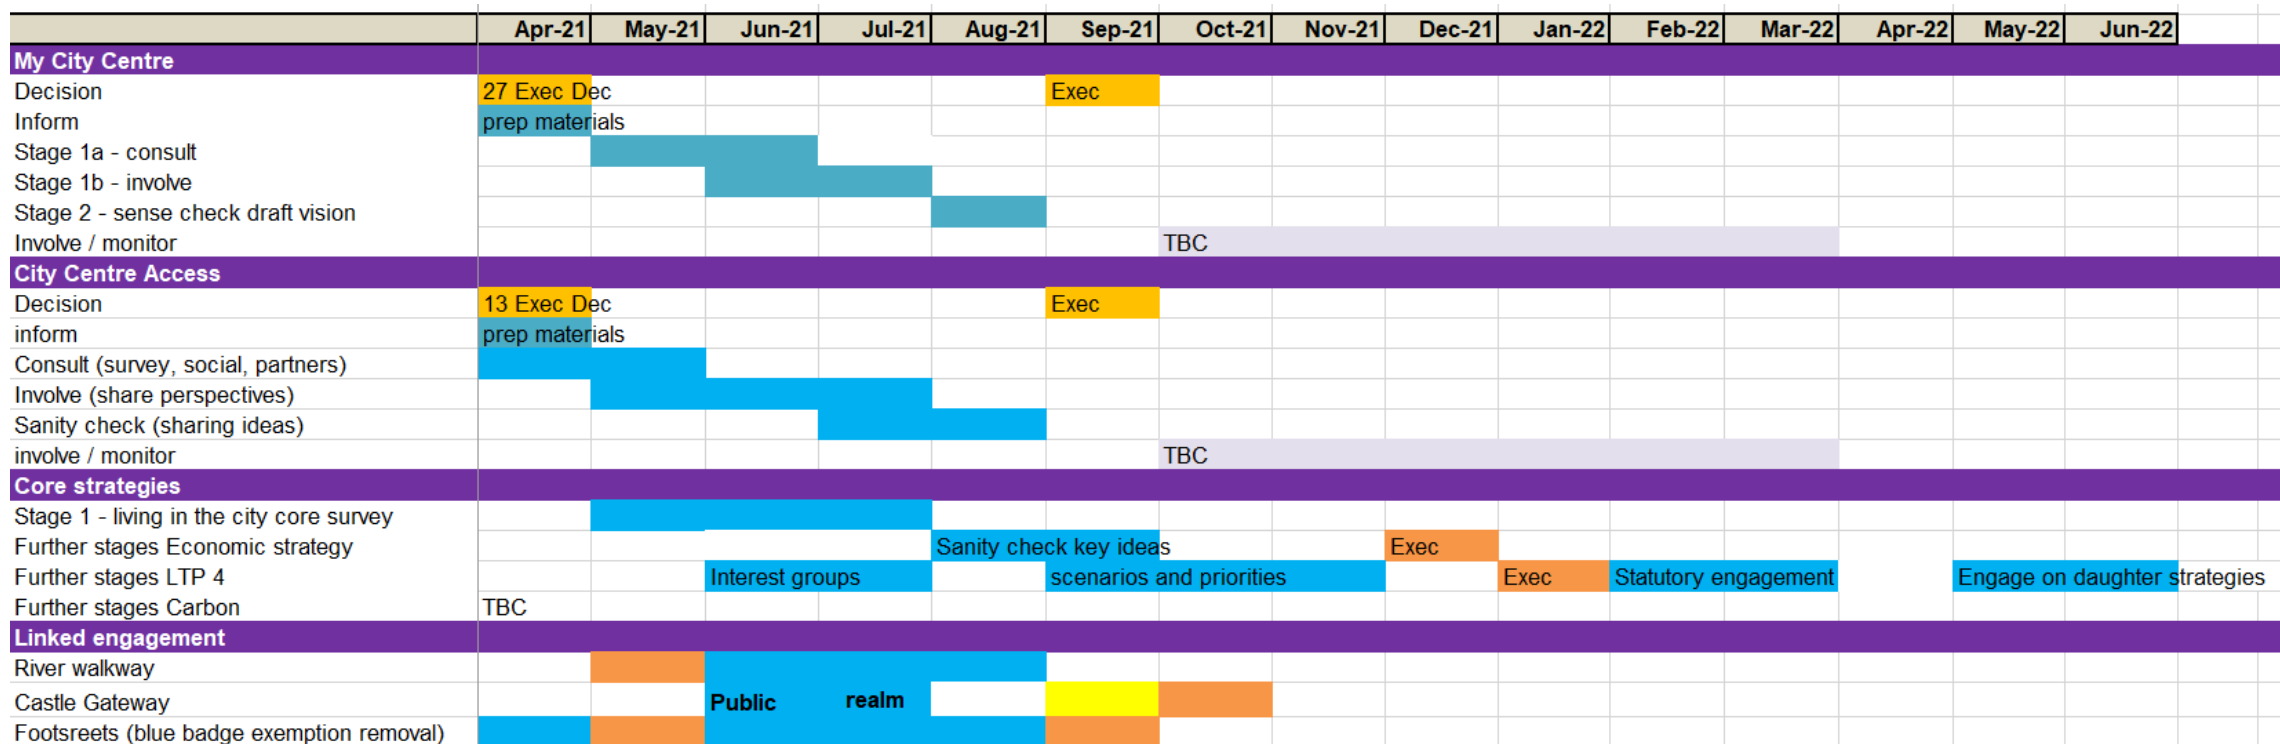 Apr-21 May-21 Jun-21 Jul-21 Aug-21 Sep-21 Oct-21 Nov-21 Dec-21 Jan-22 Feb-22 Mar-22 Apr-22 May-22 Jun-22
My City Centre
Decision 27 Exec Dec Exec
Inform prep materials
Stage 1a - consult
Stage 1b - involve
Stage 2 - sense check draft vision
Involve / monitor TBC
City Centre Access
Decision 13 Exec Dec Exec
inform prep materials
Consult (survey, social, partners)
Involve (share perspectives)
Sanity check (sharing ideas)
involve / monitor TBC
Core strategies
Stage 1 - living in the city core survey
Further stages Economic strategy Sanity check key ideas Exec
Further stages LTP 4 Interest groups scenarios and priorities Exec Statutory engagement Engage on daughter strategies
Further stages Carbon TBC
Linked engagement
River walkway
Castle Gateway Public realm
Footsreets (blue badge exemption removal)